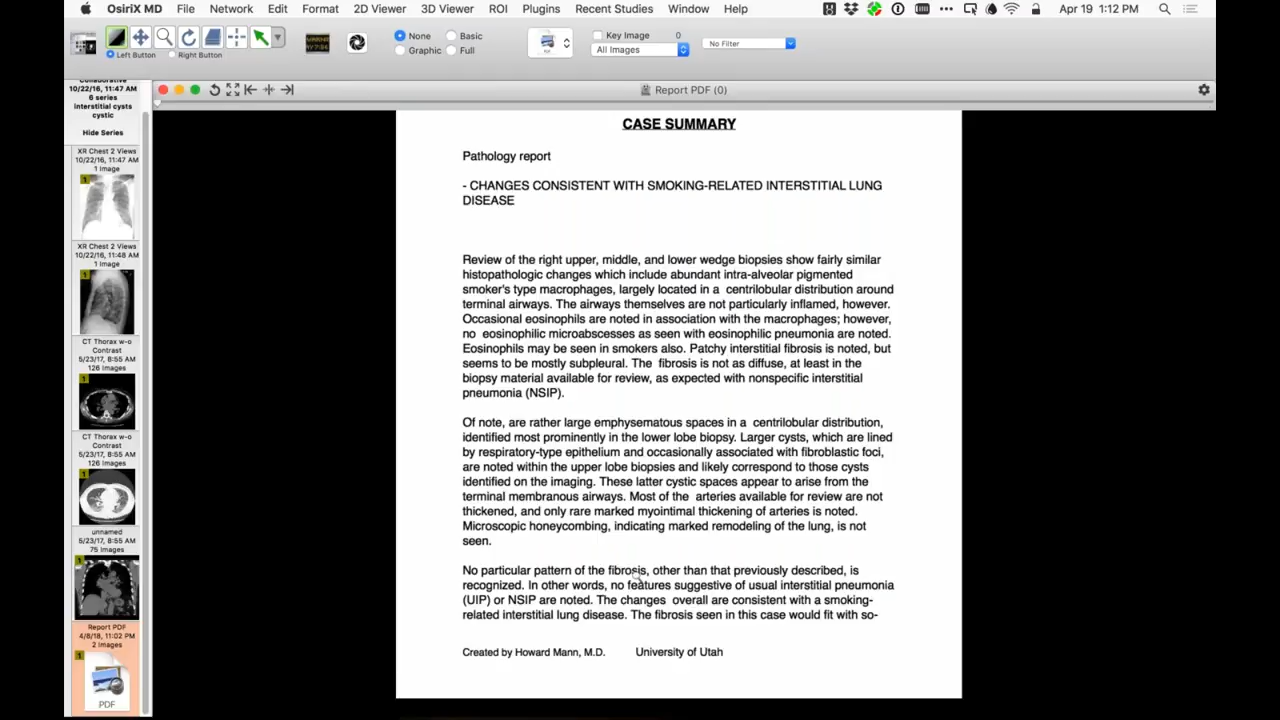 OsiriX MD File Network Edit Format 2D Viewer 3D Viewer ROI Plugins Recent Studies Window Help Apr 19 1:12 PM
None Basic
Graphic Full
Key Image 0
All Images
No Filter
Left Button Right Button
Report PDF (0)
Collaborative
10/22/16, 11:47 AM
6 series
interstitial cysts
cystic
Hide Series
XR Chest 2 Views
10/22/16, 11:47 AM
1 Image
1
XR Chest 2 Views
10/22/16, 11:48 AM
1 Image
1
CT Thorax w-o
Contrast
5/23/17, 8:55 AM
126 Images
1
CT Thorax w-o
Contrast
5/23/17, 8:55 AM
126 Images
1
unnamed
5/23/17, 8:55 AM
75 Images
1
Report PDF
4/8/18, 11:02 PM
2 Images
1
PDF
CASE SUMMARY
Pathology report
- CHANGES CONSISTENT WITH SMOKING-RELATED INTERSTITIAL LUNG
DISEASE
Review of the right upper, middle, and lower wedge biopsies show fairly similar
histopathologic changes which include abundant intra-alveolar pigmented
smoker's type macrophages, largely located in a centrilobular distribution around
terminal airways. The airways themselves are not particularly inflamed, however.
Occasional eosinophils are noted in association with the macrophages; however,
no eosinophilic microabscesses as seen with eosinophilic pneumonia are noted.
Eosinophils may be seen in smokers also. Patchy interstitial fibrosis is noted, but
seems to be mostly subpleural. The fibrosis is not as diffuse, at least in the
biopsy material available for review, as expected with nonspecific interstitial
pneumonia (NSIP).
Of note, are rather large emphysematous spaces in a centrilobular distribution,
identified most prominently in the lower lobe biopsy. Larger cysts, which are lined
by respiratory-type epithelium and occasionally associated with fibroblastic foci,
are noted within the upper lobe biopsies and likely correspond to those cysts
identified on the imaging. These latter cystic spaces appear to arise from the
terminal membranous airways. Most of the arteries available for review are not
thickened, and only rare marked myointimal thickening of arteries is noted.
Microscopic honeycombing, indicating marked remodeling of the lung, is not
seen.
No particular pattern of the fibrosis, other than that previously described, is
recognized. In other words, no features suggestive of usual interstitial pneumonia
(UIP) or NSIP are noted. The changes overall are consistent with a smoking-
related interstitial lung disease. The fibrosis seen in this case would fit with so-
Created by Howard Mann, M.D. University of Utah